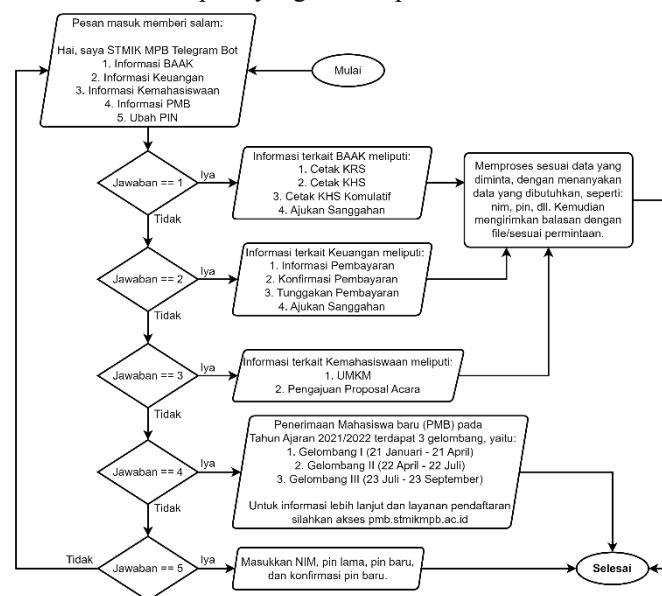 Pesan masuk memberi salam:
Hai, saya STMIK MPB Telegram Bot
1. Informasi BAAK
2. Informasi Keuangan
3. Informasi Kemahasiswaan
4. Informasi PMB
5. Ubah PIN
Mulai
Jawaban == 1
Iya
Tidak
Informasi terkait BAAK meliputi:
1. Cetak KRS
2. Cetak KHS
3. Cetak KHS Komulatif
4. Ajukan Sanggahan
Memproses sesuai data yang
diminta, dengan menanyakan
data yang dibutuhkan, seperti:
nim, pin, dll. Kemudian
mengirimkan balasan dengan
file/sesuai permintaan.
Jawaban == 2
Iya
Tidak
Informasi terkait Keuangan meliputi:
1. Informasi Pembayaran
2. Konfirmasi Pembayaran
3. Tunggakan Pembayaran
4. Ajukan Sanggahan
Jawaban == 3
Iya
Tidak
Informasi terkait Kemahasiswaan meliputi:
1. UMKM
2. Pengajuan Proposal Acara
Jawaban == 4
Iya
Tidak
Penerimaan Mahasiswa baru (PMB) pada
Tahun Ajaran 2021/2022 terdapat 3 gelombang, yaitu:
1. Gelombang I (21 Januari - 21 April)
2. Gelombang II (22 April - 22 Juli)
3. Gelombang III (23 Juli - 23 September)
Untuk informasi lebih lanjut dan layanan pendaftaran
silahkan akses pmb.stmikmpb.ac.id
Tidak
Jawaban == 5
Iya
Masukkan NIM, pin lama, pin baru,
dan konfirmasi pin baru.
Selesai